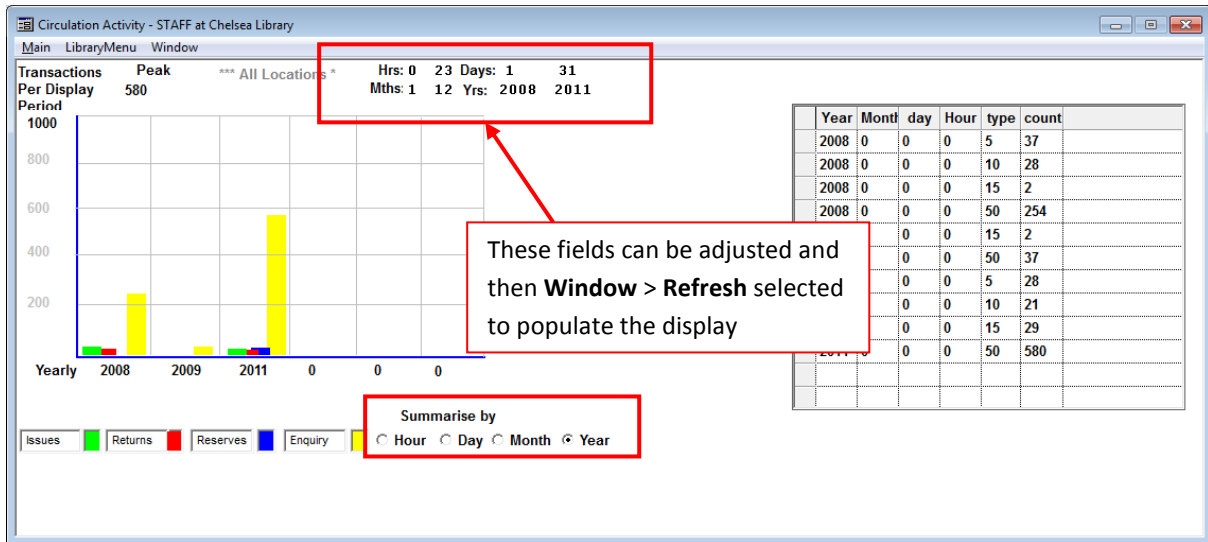 Circulation Activity - STAFF at Chelsea Library
Main LibraryMenu Window
Transactions Peak *** All Locations * Hrs: 0 23 Days: 1 31
Per Display 580 Mths: 1 12 Yrs: 2008 2011
Period
1000
800
600
400
200
Yearly 2008 2009 2011 0 0 0
Year Month day Hour type count
2008 0 0 0 5 37
2008 0 0 0 10 28
2008 0 0 0 15 2
2008 0 0 0 50 254
0 0 15 2
0 0 50 37
0 0 5 28
0 0 10 21
0 0 15 29
2011 0 0 0 50 580
These fields can be adjusted and
then Window > Refresh selected
to populate the display
Summarise by
Issues Returns Reserves Enquiry Hour Day Month Year